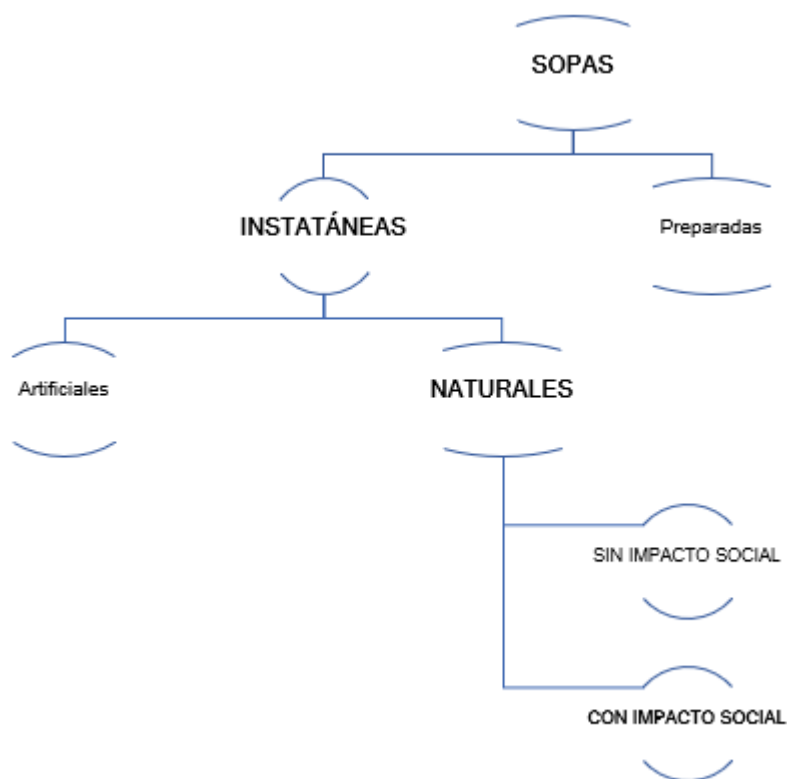 SOPAS
INSTATÁNEAS
Preparadas
Artificiales
NATURALES
SIN IMPACTO SOCIAL
CON IMPACTO SOCIAL